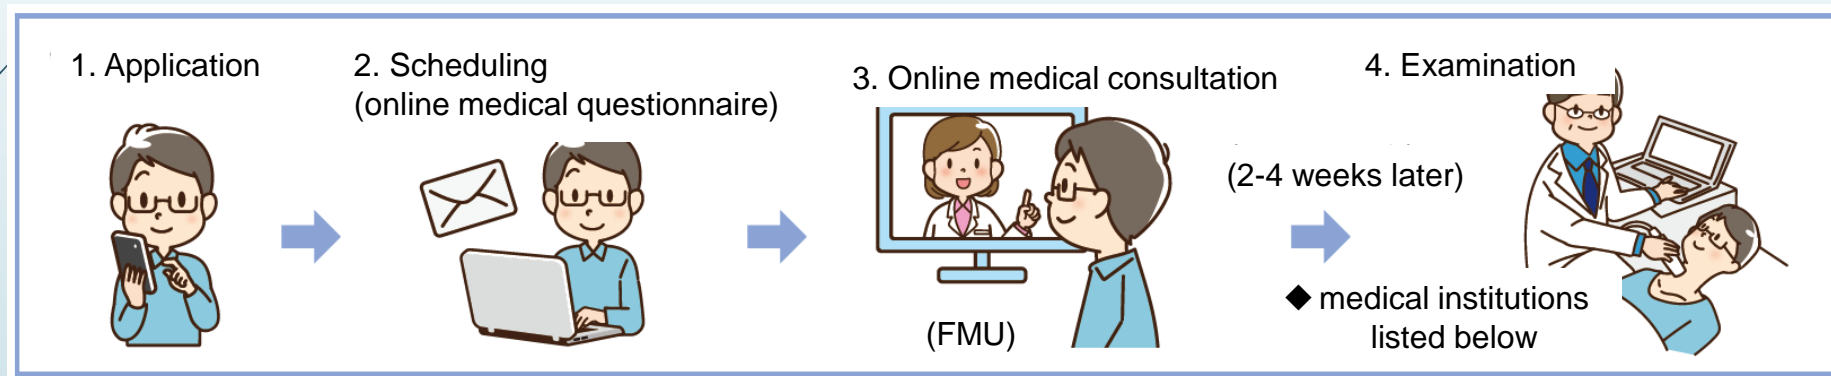 1. Application
2. Scheduling
(online medical questionnaire)
3. Online medical consultation
(FMU)
(2-4 weeks later)
4. Examination
◆ medical institutions
listed below